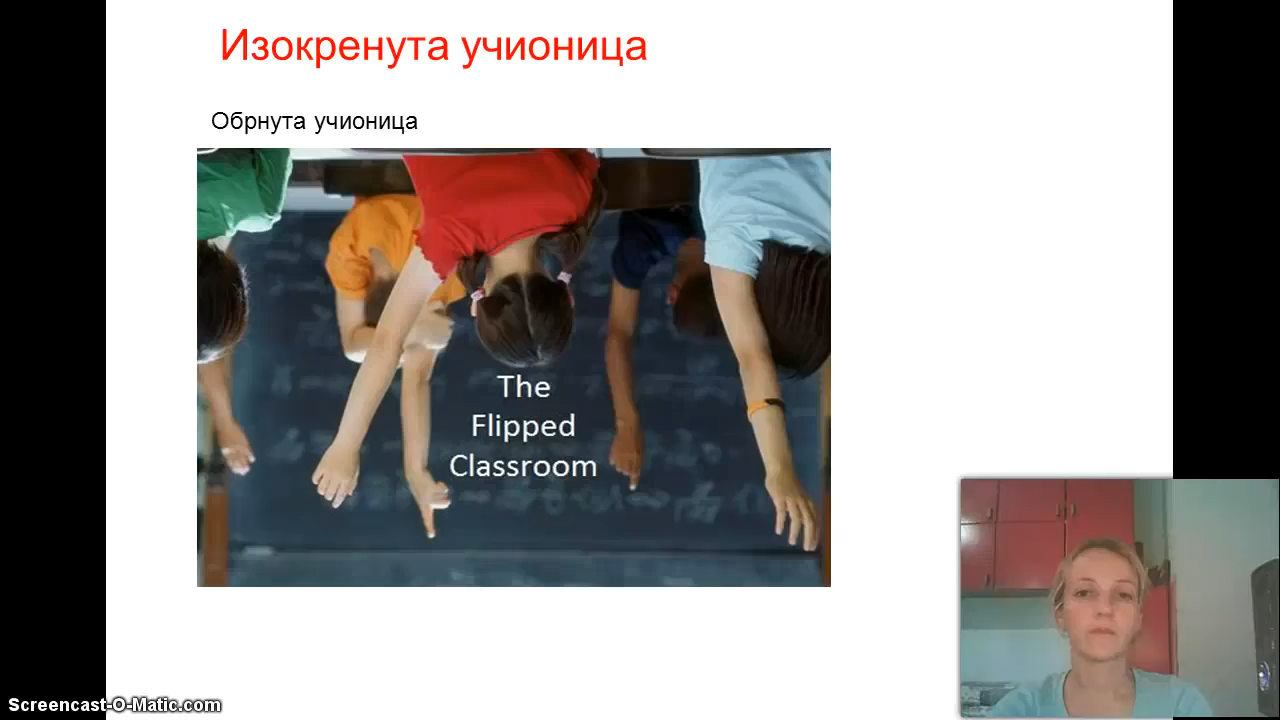 Изокренута учионица
Обрнута учионица
The
Flipped
Classroom
Screencast-O-Matic.com